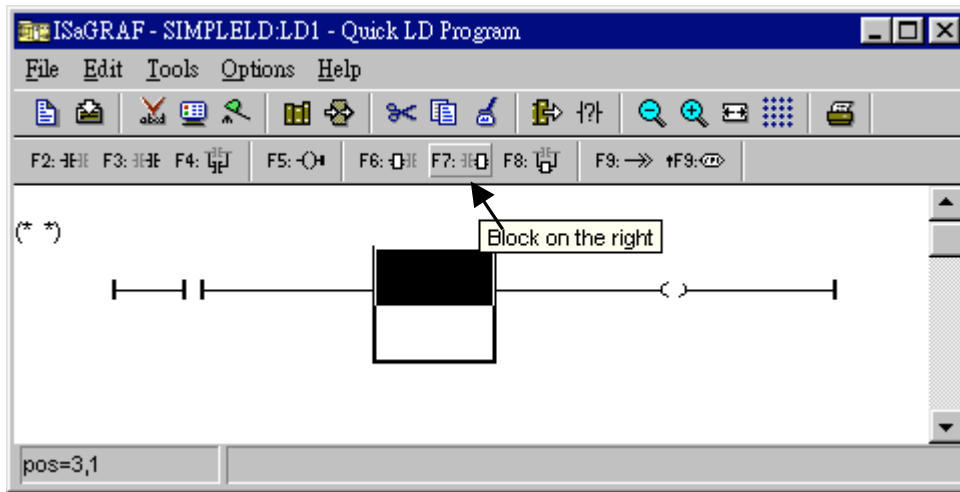 ISaGRAF - SIMPLELD:LD1 - Quick LD Program
File Edit Tools Options Help
abcd
?
F2: F3: F4: F5: F6: F7: F8: F9: F9:
Block on the right
(* *)
pos=3,1